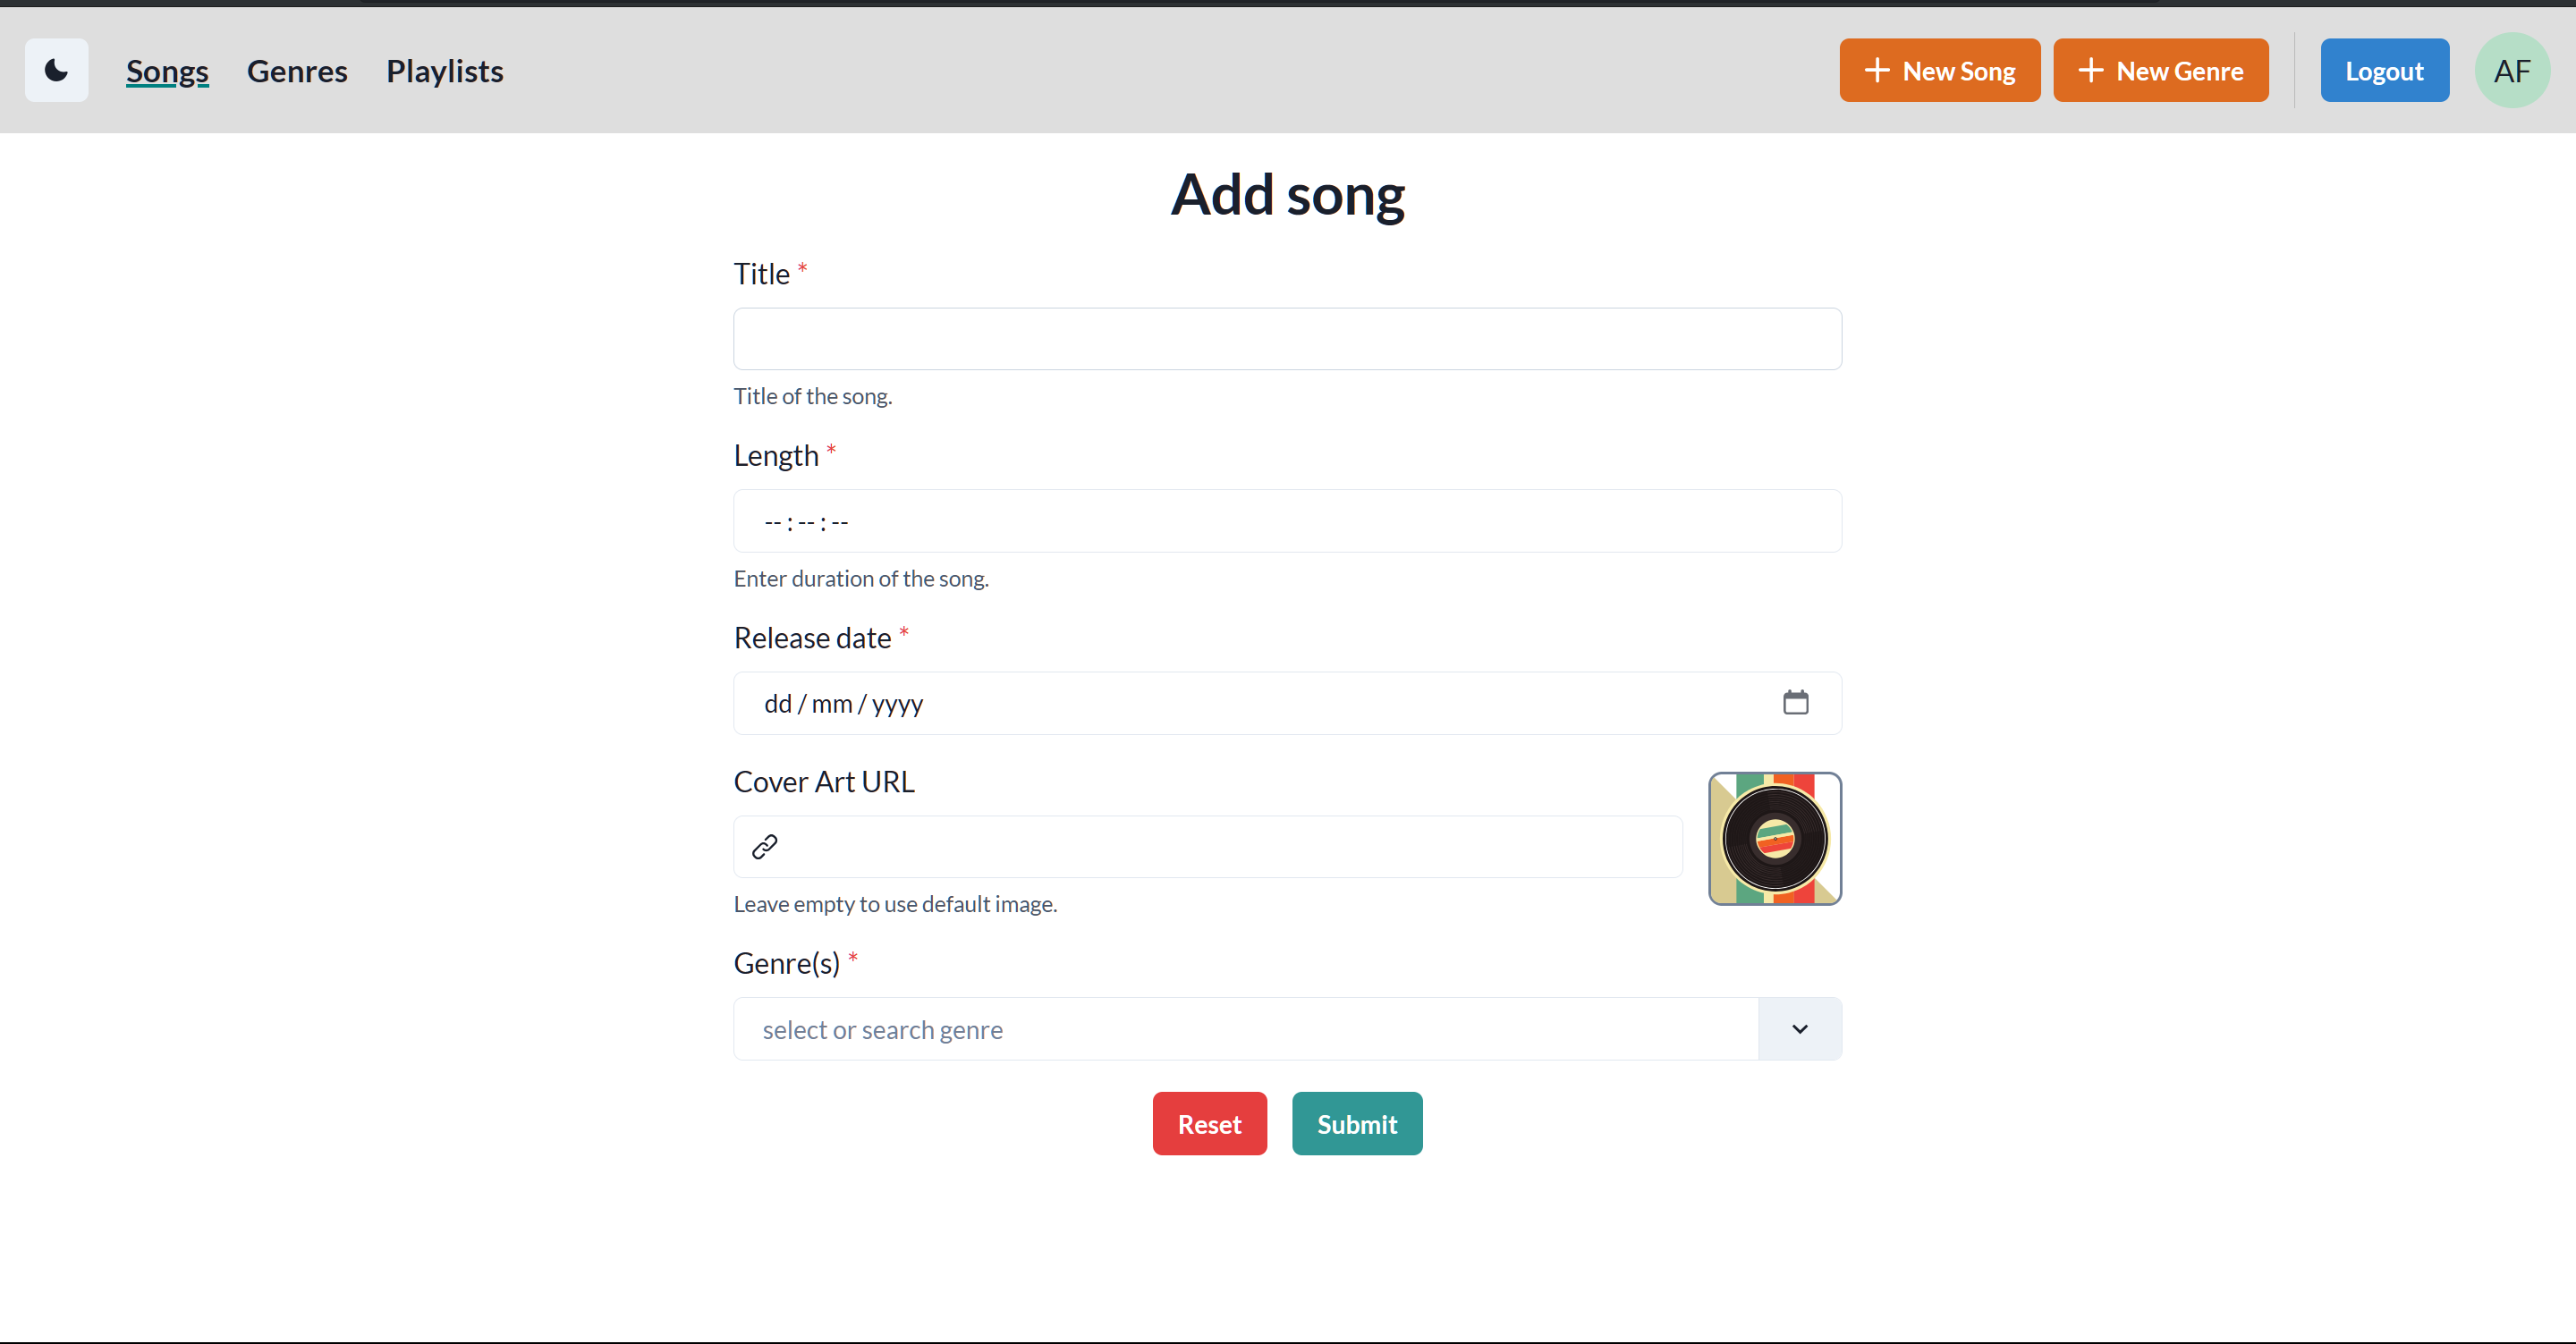 Songs Genres Playlists New Song New Genre Logout AF
Add song
Title *
Title of the song.
Length *
-- : -- : --
Enter duration of the song.
Release date *
dd / mm / yyyy
Cover Art URL
Leave empty to use default image.
Genre(s) *
select or search genre
Reset Submit